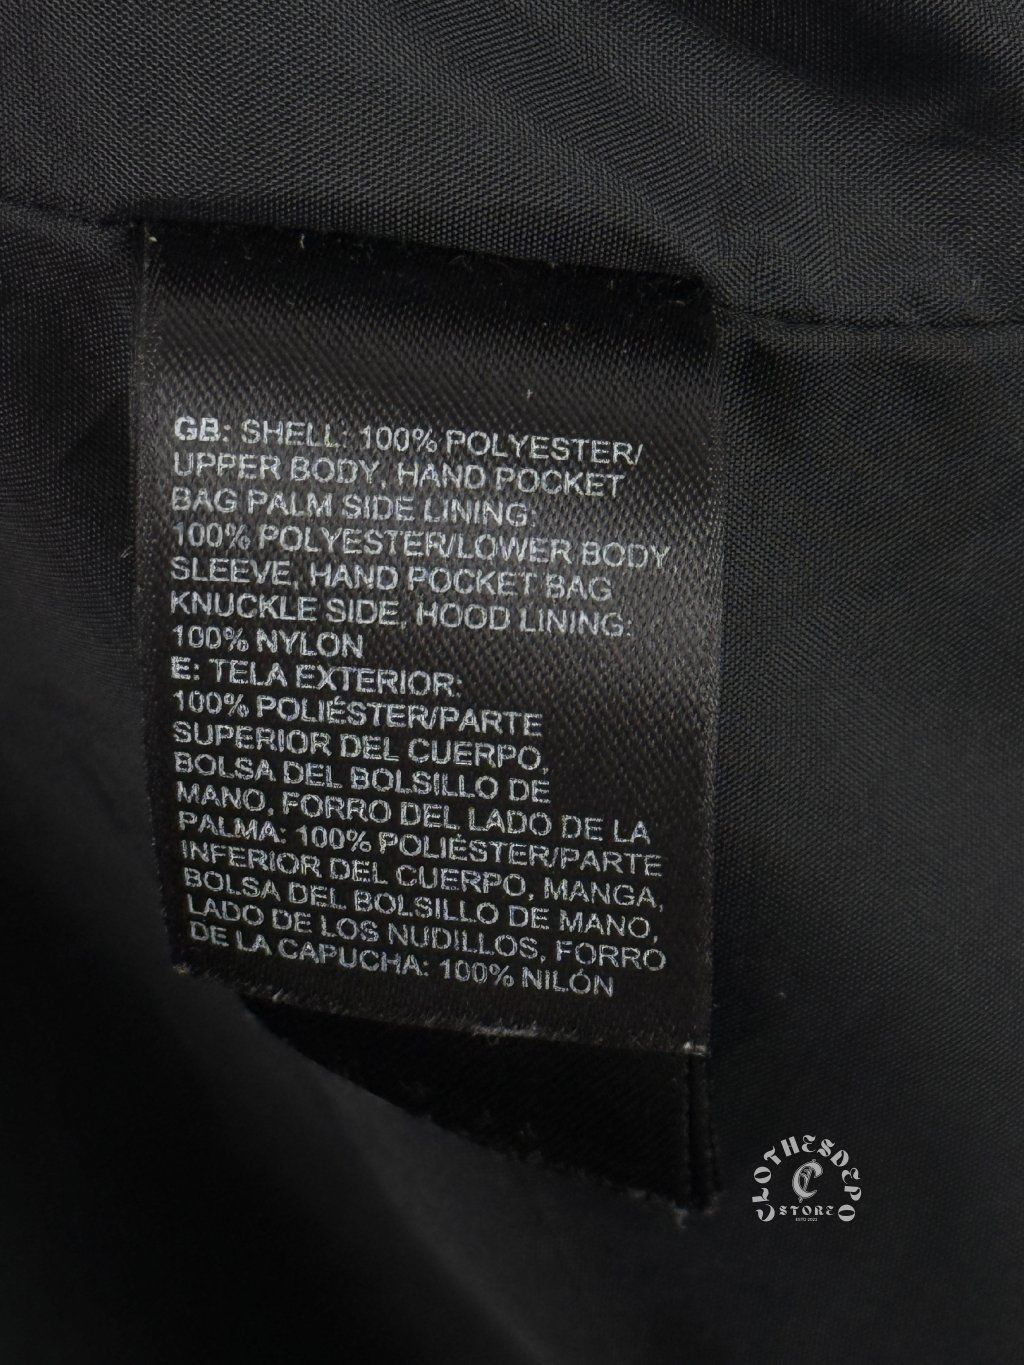 GB: SHELL: 100% POLYESTER/
UPPER BODY, HAND POCKET
BAG PALM SIDE LINING:
100% POLYESTER/LOWER BODY
SLEEVE, HAND POCKET BAG
KNUCKLE SIDE, HOOD LINING:
100% NYLON
E: TELA EXTERIOR:
100% POLIÉSTER/PARTE
SUPERIOR DEL CUERPO,
BOLSA DEL BOLSILLO DE
MANO, FORRO DEL LADO DE LA
PALMA: 100% POLIÉSTER/PARTE
INFERIOR DEL CUERPO, MANGA,
BOLSA DEL BOLSILLO DE MANO,
LADO DE LOS NUDILLOS, FORRO
DE LA CAPUCHA: 100% NILÓN
CLOTHESDEPO
C
STORE
ESTD 2023